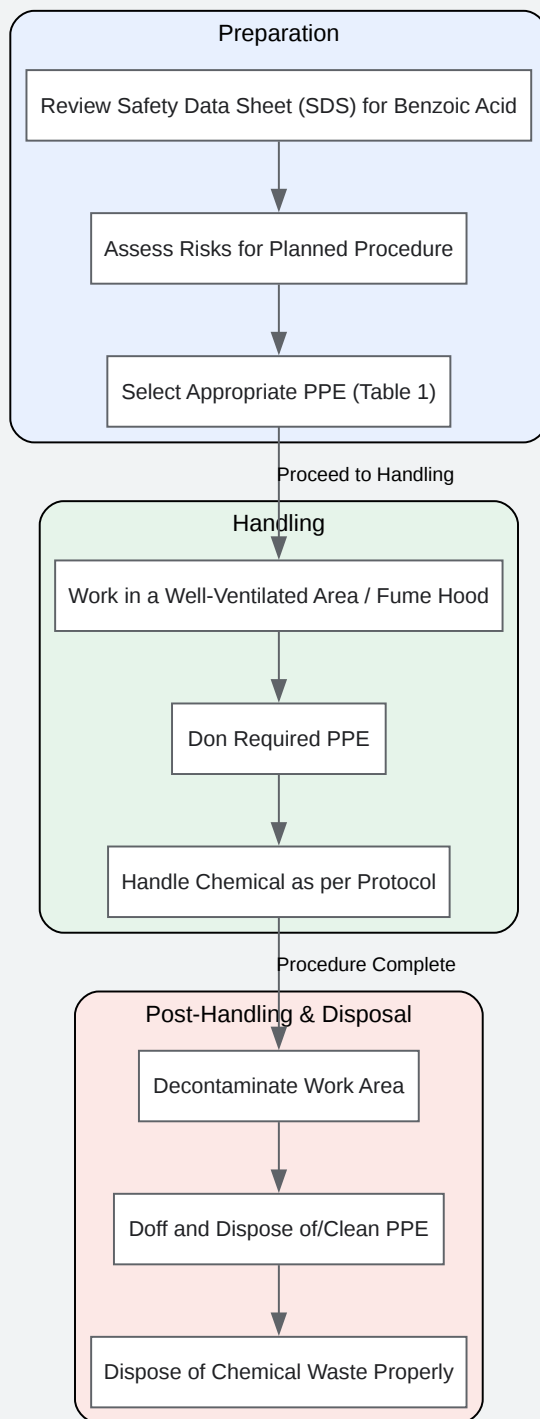 Preparation
Review Safety Data Sheet (SDS) for Benzoic Acid
Assess Risks for Planned Procedure
Select Appropriate PPE (Table 1)
Proceed to Handling
Handling
Work in a Well-Ventilated Area / Fume Hood
Don Required PPE
Handle Chemical as per Protocol
Procedure Complete
Post-Handling & Disposal
Decontaminate Work Area
Doff and Dispose of/Clean PPE
Dispose of Chemical Waste Properly